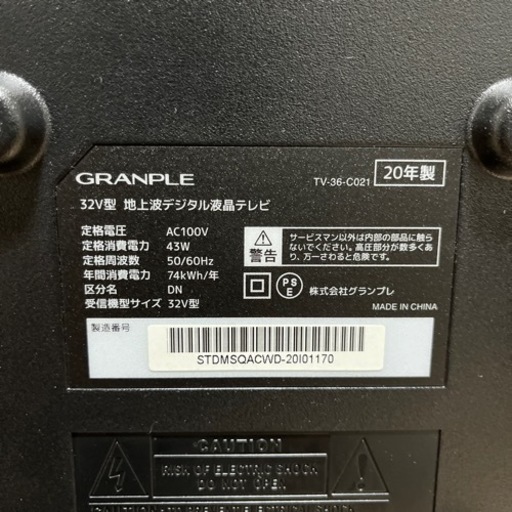 GRANPLE
TV-36-C021
20年製
32V型 地上波デジタル液晶テレビ
定格電圧 AC100V
定格消費電力 43W
定格周波数 50/60Hz
年間消費電力 74kWh/年
区分名 DN
受信機型サイズ 32V型
警告
サービスマン以外は内部の部品に触らないでください。高圧部分が数多くあり、万一さわると危険です。
PSE
株式会社グランプレ
MADE IN CHINA
製造番号
STDMSQACWD-20I01170
CAUTION
RISK OF ELECTRIC SHOCK
DO NOT OPEN